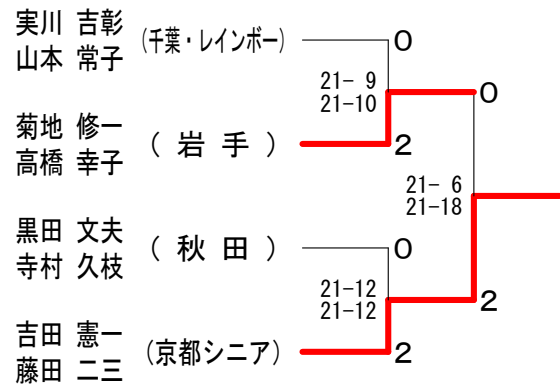 実川 吉彰
山本 常子
(千葉・レインボー)
0
21- 9
21-10
0
菊地 修一
高橋 幸子
( 岩 手 )
2
21- 6
21-18
黒田 文夫
寺村 久枝
( 秋 田 )
0
21-12
21-12
2
吉田 憲一
藤田 二三
(京都シニア)
2